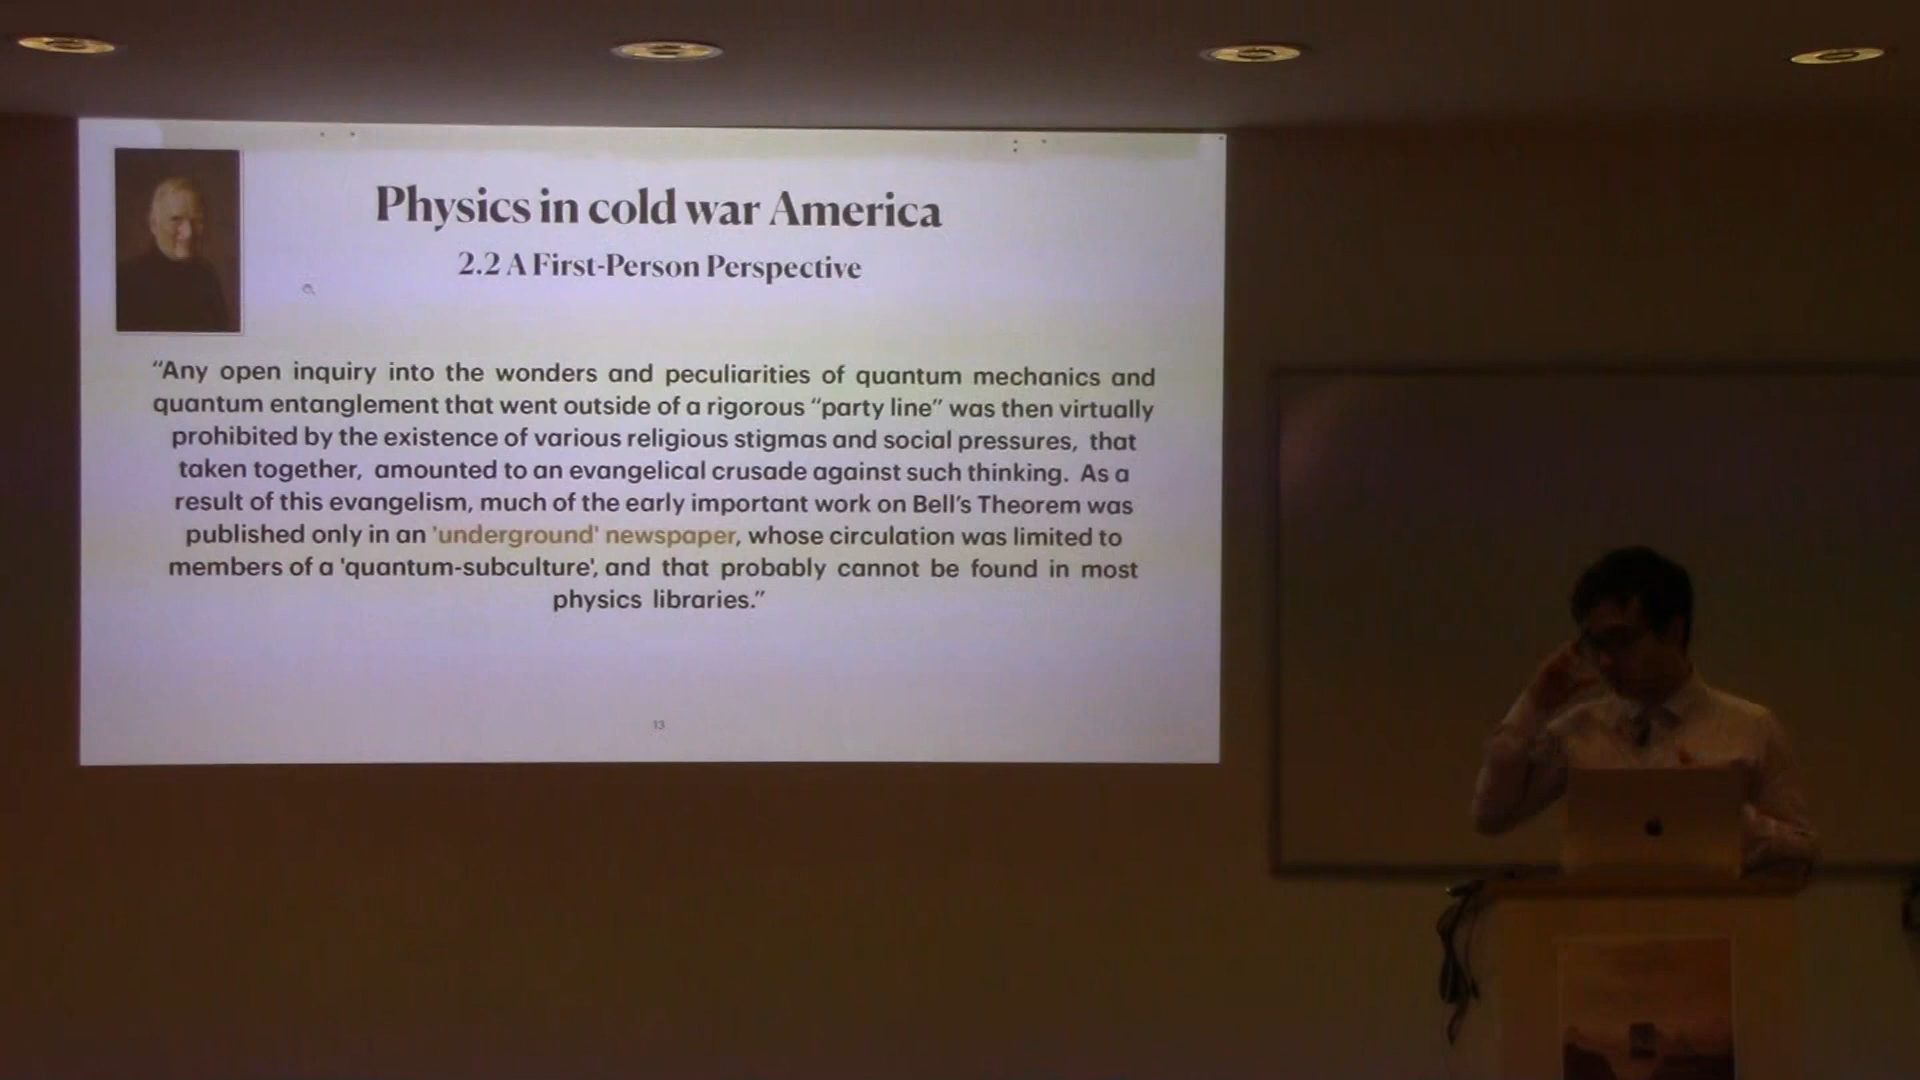 Physics in cold war America
2.2 A First-Person Perspective
“Any open inquiry into the wonders and peculiarities of quantum mechanics and
quantum entanglement that went outside of a rigorous “party line” was then virtually
prohibited by the existence of various religious stigmas and social pressures, that
taken together, amounted to an evangelical crusade against such thinking. As a
result of this evangelism, much of the early important work on Bell’s Theorem was
published only in an 'underground' newspaper, whose circulation was limited to
members of a 'quantum-subculture', and that probably cannot be found in most
physics libraries.”
13